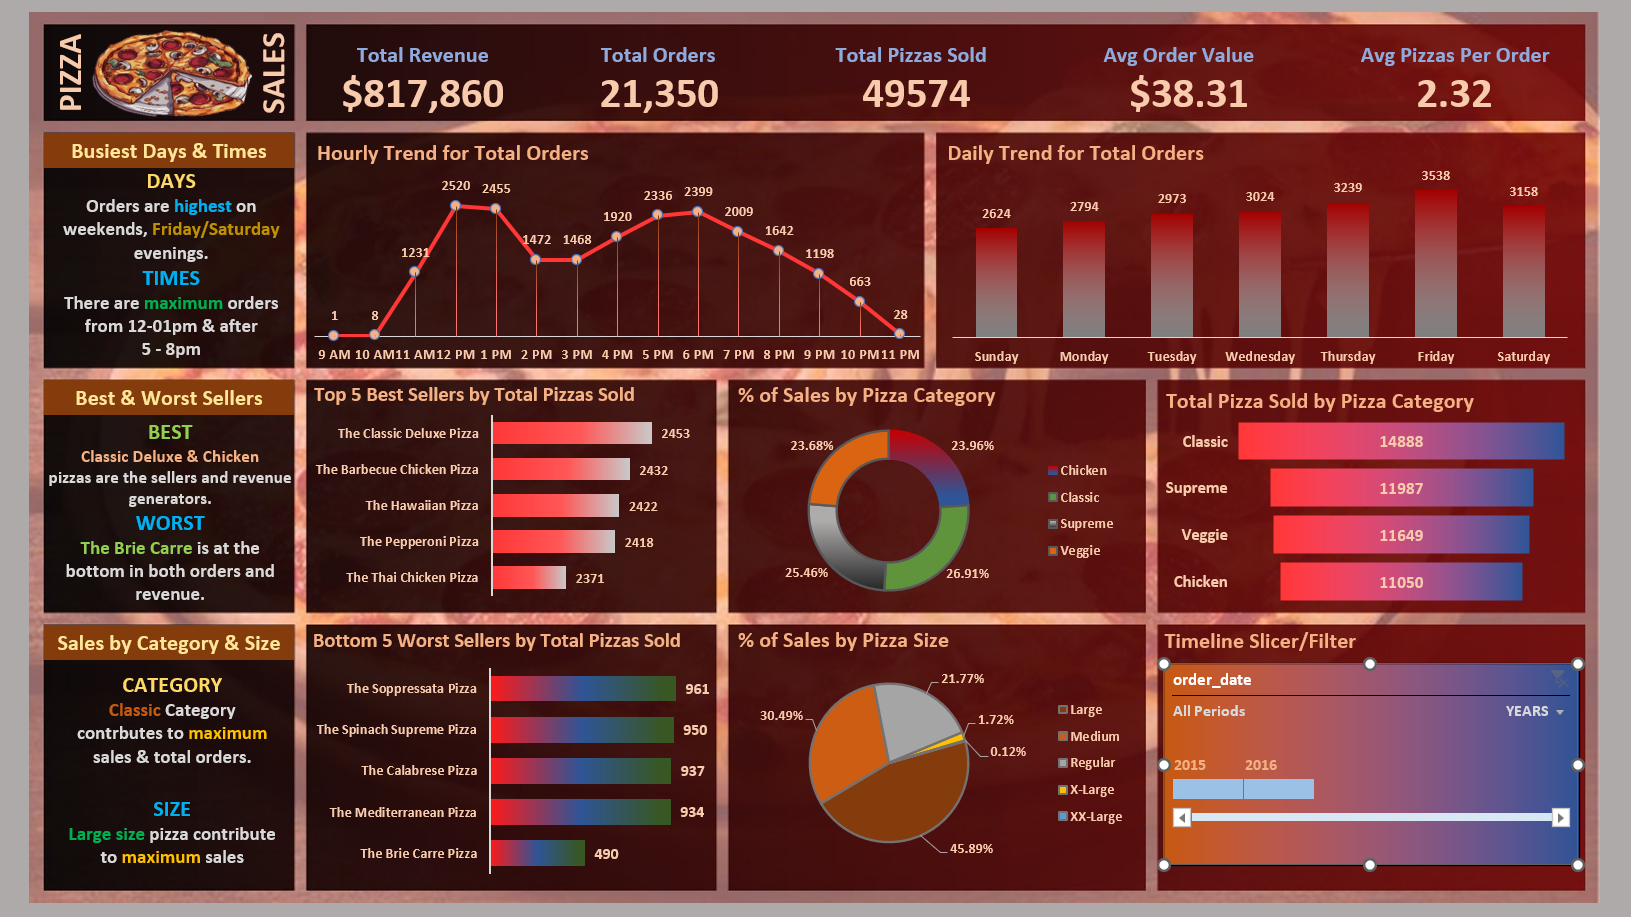 PIZZA
SALES
Total Revenue
$817,860
Total Orders
21,350
Total Pizzas Sold
49574
Avg Order Value
$38.31
Avg Pizzas Per Order
2.32
Busiest Days & Times
DAYS
Orders are highest on
weekends, Friday/Saturday
evenings.
TIMES
There are maximum orders
from 12-01pm & after
5 - 8pm
Hourly Trend for Total Orders
1
8
1231
2520
2455
1472
1468
1920
2336
2399
2009
1642
1198
663
28
9 AM 10 AM 11 AM 12 PM 1 PM 2 PM 3 PM 4 PM 5 PM 6 PM 7 PM 8 PM 9 PM 10 PM 11 PM
Daily Trend for Total Orders
2624
2794
2973
3024
3239
3538
3158
Sunday Monday Tuesday Wednesday Thursday Friday Saturday
Best & Worst Sellers
BEST
Classic Deluxe & Chicken
pizzas are the sellers and revenue
generators.
WORST
The Brie Carre is at the
bottom in both orders and
revenue.
Top 5 Best Sellers by Total Pizzas Sold
The Classic Deluxe Pizza 2453
The Barbecue Chicken Pizza 2432
The Hawaiian Pizza 2422
The Pepperoni Pizza 2418
The Thai Chicken Pizza 2371
% of Sales by Pizza Category
23.68%
23.96%
25.46%
26.91%
Chicken
Classic
Supreme
Veggie
Total Pizza Sold by Pizza Category
Classic 14888
Supreme 11987
Veggie 11649
Chicken 11050
Sales by Category & Size
CATEGORY
Classic Category
contrbutes to maximum
sales & total orders.
SIZE
Large size pizza contribute
to maximum sales
Bottom 5 Worst Sellers by Total Pizzas Sold
The Soppressata Pizza 961
The Spinach Supreme Pizza 950
The Calabrese Pizza 937
The Mediterranean Pizza 934
The Brie Carre Pizza 490
% of Sales by Pizza Size
21.77%
30.49%
1.72%
0.12%
45.89%
Large
Medium
Regular
X-Large
XX-Large
Timeline Slicer/Filter
order_date
All Periods YEARS
2015 2016